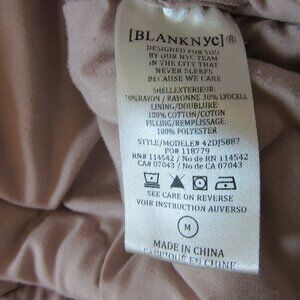 [BLANKNYC]®
DESIGNED FOR YOU
BY OUR NYC TEAM
IN THE CITY THAT
NEVER SLEEPS
BECAUSE WE CARE
SHELL/EXTERIEUR:
70%RAYON / RAYONNE 30% LYOCELL
LINING/DOUBLURE
100% COTTON/COTON
FILLING/REMPLISSAGE:
100% POLYESTER
STYLE/MODELE# 42DJ5887
PO# 118779
RN# 114542 / No de RN # 114542
CA# 07043 / No de CA # 07043
SEE CARE ON REVERSE
VOIR INSTRUCTION AUVERSO
M
MADE IN CHINA
FABRIQUÉ EN CHINE